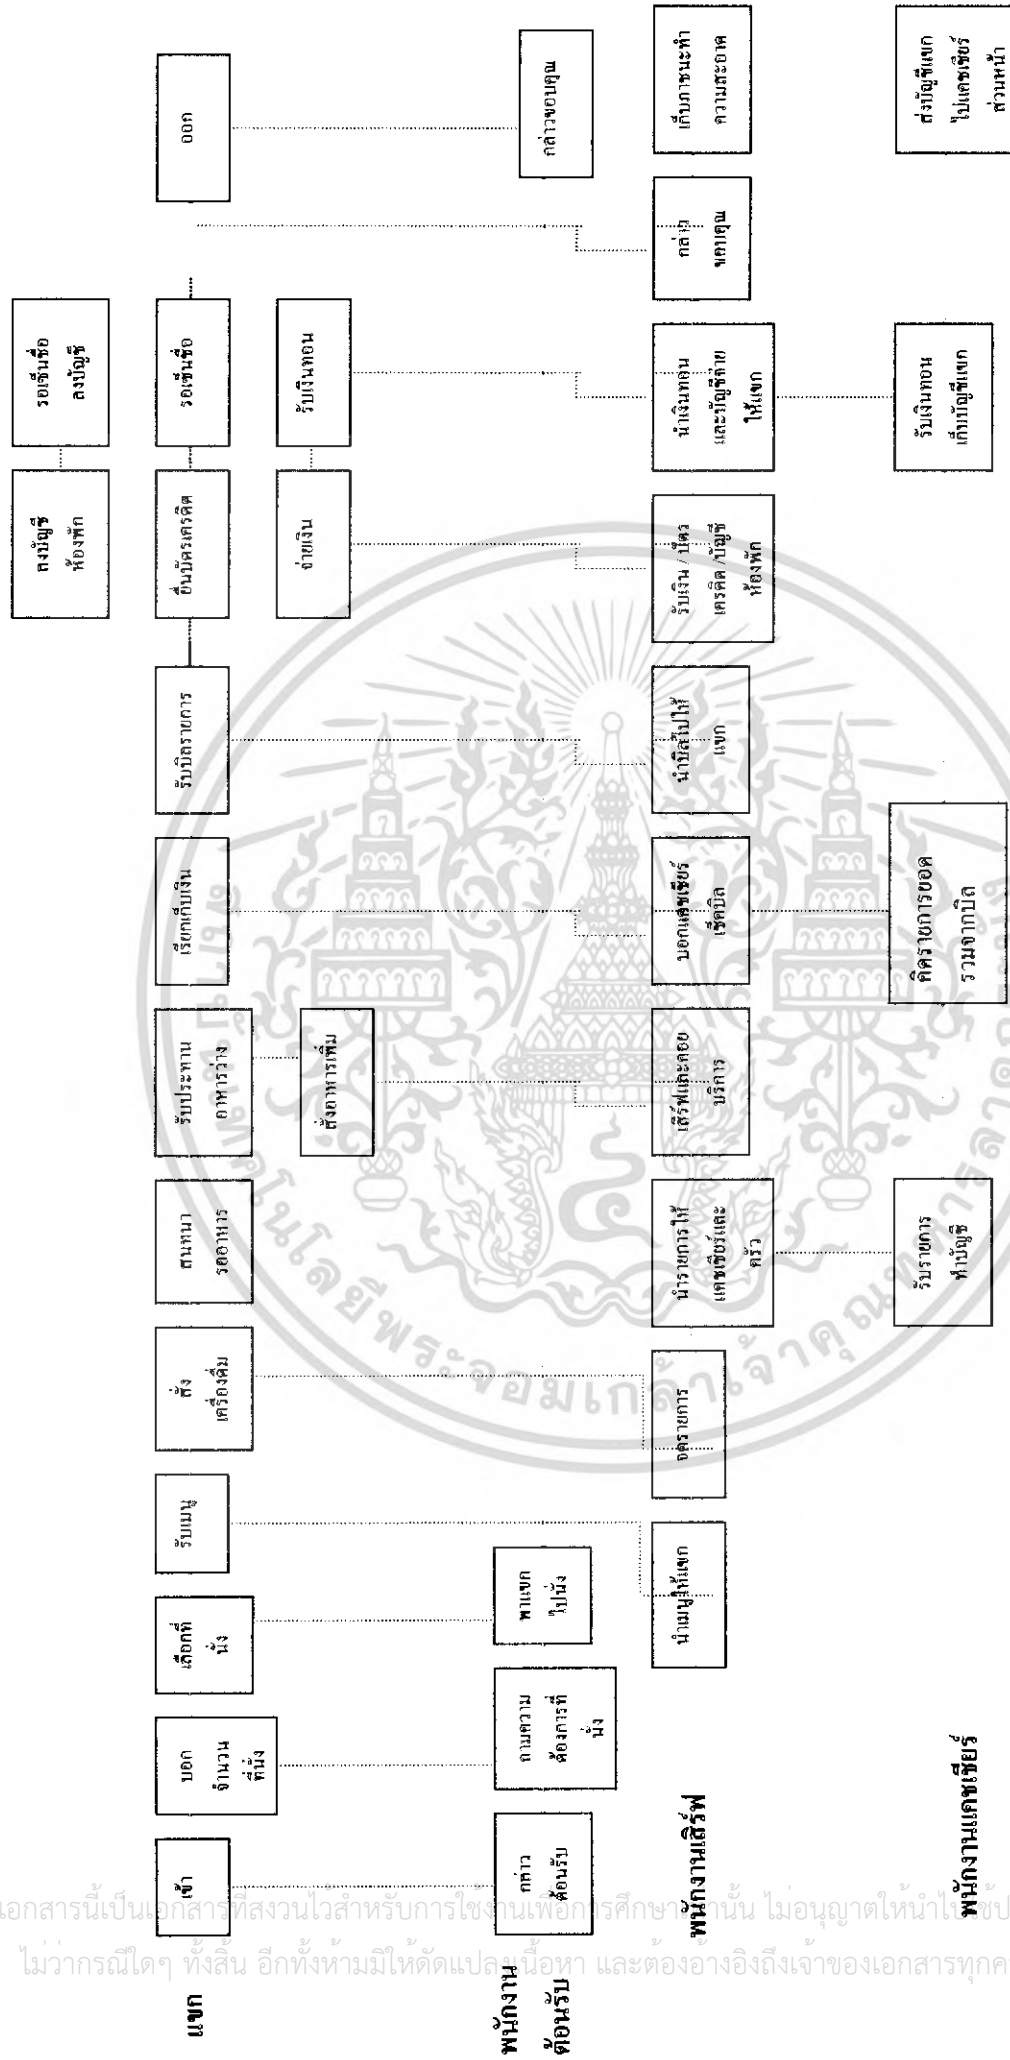 แขก
เข้า
บอก
จำนวน
ที่นั่ง
เลือกที่
นั่ง
รับเมนู
สั่ง
เครื่องดื่ม
สนทนา
รออาหาร
รับประทาน
อาหารว่าง
สั่งอาหารเพิ่ม
เรียกเก็บเงิน
รับบิลรายการ
ลงบัญชี
ห้องพัก
รอเซ็นชื่อ
ลงบัญชี
ยื่นบัตรเครดิต
รอเซ็นชื่อ
จ่ายเงิน
รับเงินทอน
ออก
พนักงาน
ต้อนรับ
กล่าว
ต้อนรับ
ถามความ
ต้องการที่
นั่ง
พาแขก
ไปนั่ง
กล่าวขอบคุณ
พนักงานเสิร์ฟ
นำเมนูให้แขก
จดรายการ
นำรายการให้
แคชเชียร์และ
ครัว
เสิร์ฟและคอย
บริการ
บอกแคชเชียร์
เช็คบิล
นำบิลไปให้
แขก
รับเงิน / บัตร
เครดิต /บัญชี
ห้องพัก
นำเงินทอน
และบัญชีจ่าย
ให้แขก
กล่าว
ขอบคุณ
เก็บภาชนะทำ
ความสะอาด
พนักงานแคชเชียร์
รับรายการ
ทำบัญชี
คิดรายการยอด
รวมจากบิล
รับเงินทอน
เก็บบัญชีแขก
ส่งบัญชีแขก
ไปแคชเชียร์
ส่วนหน้า
เอกสารนี้เป็นเอกสารที่สงวนไว้สำหรับการใช้งานเพื่อการศึกษาเท่านั้น ไม่อนุญาตให้นำไปใช้ป
ไม่ว่ากรณีใดๆ ทั้งสิ้น อีกทั้งห้ามมิให้ดัดแปลงเนื้อหา และต้องอ้างอิงถึงเจ้าของเอกสารทุกค